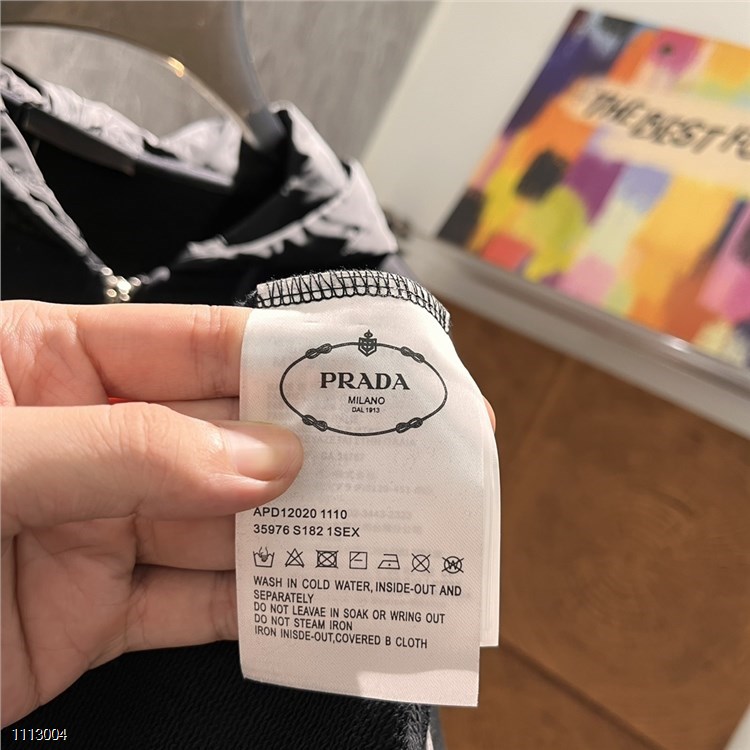 THE BEST FO
PRADA
MILANO
DAL 1913
APD12020 1110
35976 S182 1SEX
WASH IN COLD WATER,INSIDE-OUT AND
SEPARATELY
DO NOT LEAVAE IN SOAK OR WRING OUT
DO NOT STEAM IRON
IRON INISDE-OUT,COVERED B CLOTH
1113004